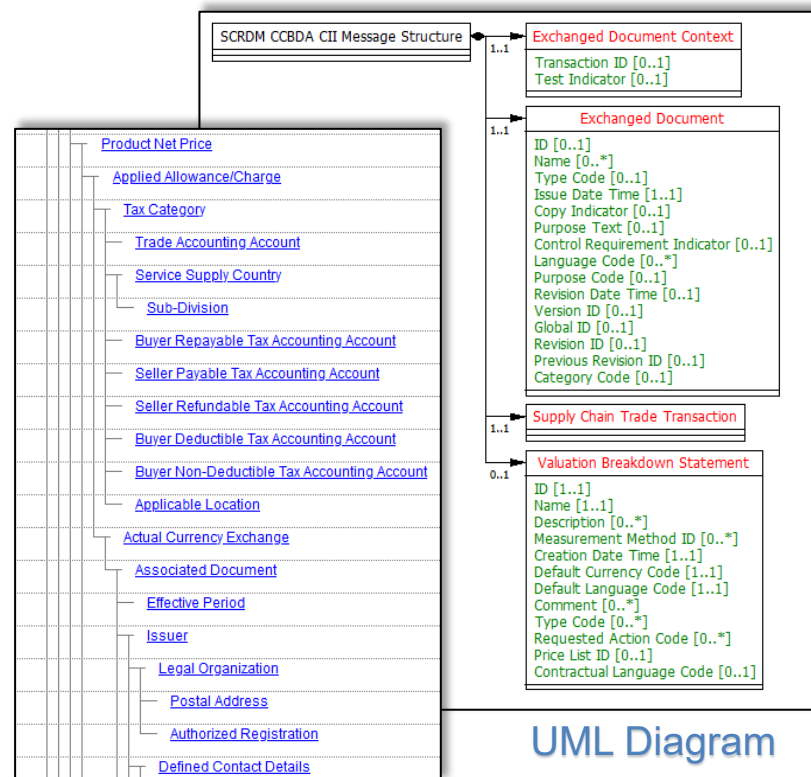 SCRDM CCBDA CII Message Structure
1..1
Exchanged Document Context
Transaction ID [0..1]
Test Indicator [0..1]
1..1
Exchanged Document
ID [0..1]
Name [0..*]
Type Code [0..1]
Issue Date Time [1..1]
Copy Indicator [0..1]
Purpose Text [0..1]
Control Requirement Indicator [0..1]
Language Code [0..*]
Purpose Code [0..1]
Revision Date Time [0..1]
Version ID [0..1]
Global ID [0..1]
Revision ID [0..1]
Previous Revision ID [0..1]
Category Code [0..1]
1..1
Supply Chain Trade Transaction
0..1
Valuation Breakdown Statement
ID [1..1]
Name [1..1]
Description [0..*]
Measurement Method ID [0..*]
Creation Date Time [1..1]
Default Currency Code [1..1]
Default Language Code [1..1]
Comment [0..*]
Type Code [0..*]
Requested Action Code [0..*]
Price List ID [0..1]
Contractual Language Code [0..1]
Product Net Price
Applied Allowance/Charge
Tax Category
Trade Accounting Account
Service Supply Country
Sub-Division
Buyer Repayable Tax Accounting Account
Seller Payable Tax Accounting Account
Seller Refundable Tax Accounting Account
Buyer Deductible Tax Accounting Account
Buyer Non-Deductible Tax Accounting Account
Applicable Location
Actual Currency Exchange
Associated Document
Effective Period
Issuer
Legal Organization
Postal Address
Authorized Registration
Defined Contact Details
UML Diagram